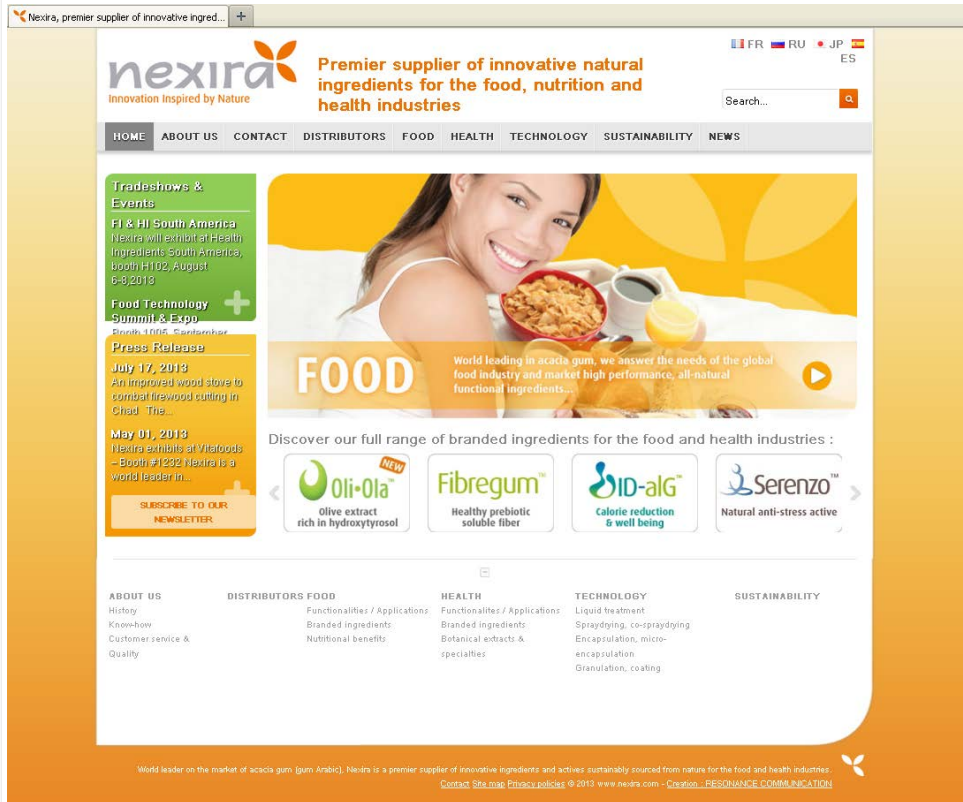 Nexira, premier supplier of innovative ingred...
FR RU JP
ES
nexira
Innovation Inspired by Nature
Premier supplier of innovative natural
ingredients for the food, nutrition and
health industries
Search...
HOME ABOUT US CONTACT DISTRIBUTORS FOOD HEALTH TECHNOLOGY SUSTAINABILITY NEWS
Tradeshows &
Events
FI & HI South America
Nexira will exhibit at Health
Ingredients South America,
booth H102, August
6-8,2013
Food Technology
Summit & Expo
Booth 1005, September
Press Release
July 17, 2013
An improved wood stove to
combat firewood cutting in
Chad The...
May 01, 2013
Nexira exhibits at Vitafoods
– Booth #1232 Nexira is a
world leader in...
SUBSCRIBE TO OUR
NEWSLETTER
FOOD
World leading in acacia gum, we answer the needs of the global
food industry and market high performance, all-natural
functional ingredients...
Discover our full range of branded ingredients for the food and health industries :
NEW
Oli•Ola™
Olive extract
rich in hydroxytyrosol
Fibregum™
Healthy prebiotic
soluble fiber
ID-alG™
Calorie reduction
& well being
Serenzo™
Natural anti-stress active
ABOUT US
History
Know-how
Customer service &
Quality
DISTRIBUTORS
FOOD
Functionalities / Applications
Branded ingredients
Nutritional benefits
HEALTH
Functionalites / Applications
Branded ingredients
Botanical extracts &
specialties
TECHNOLOGY
Liquid treatment
Spraydrying, co-spraydrying
Encapsulation, micro-
encapsulation
Granulation, coating
SUSTAINABILITY
World leader on the market of acacia gum (gum Arabic), Nexira is a premier supplier of innovative ingredients and actives sustainably sourced from nature for the food and health industries.
Contact Site map Privacy policies © 2013 www.nexira.com - Creation : RESONANCE COMMUNICATION